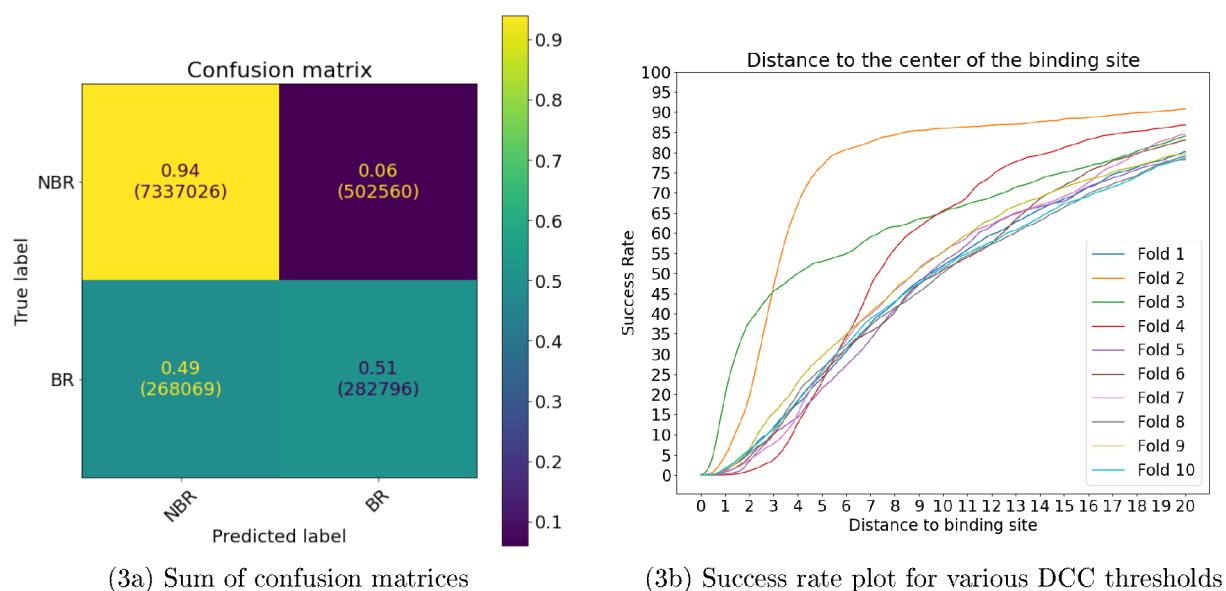 Confusion matrix
True label
NBR
BR
0.94
(7337026)
0.06
(502560)
0.49
(268069)
0.51
(282796)
NBR
BR
Predicted label
0.9
0.8
0.7
0.6
0.5
0.4
0.3
0.2
0.1
(3a) Sum of confusion matrices
Distance to the center of the binding site
Success Rate
100
95
90
85
80
75
70
65
60
55
50
45
40
35
30
25
20
15
10
5
0
0 1 2 3 4 5 6 7 8 9 10 11 12 13 14 15 16 17 18 19 20
Distance to binding site
Fold 1
Fold 2
Fold 3
Fold 4
Fold 5
Fold 6
Fold 7
Fold 8
Fold 9
Fold 10
(3b) Success rate plot for various DCC thresholds